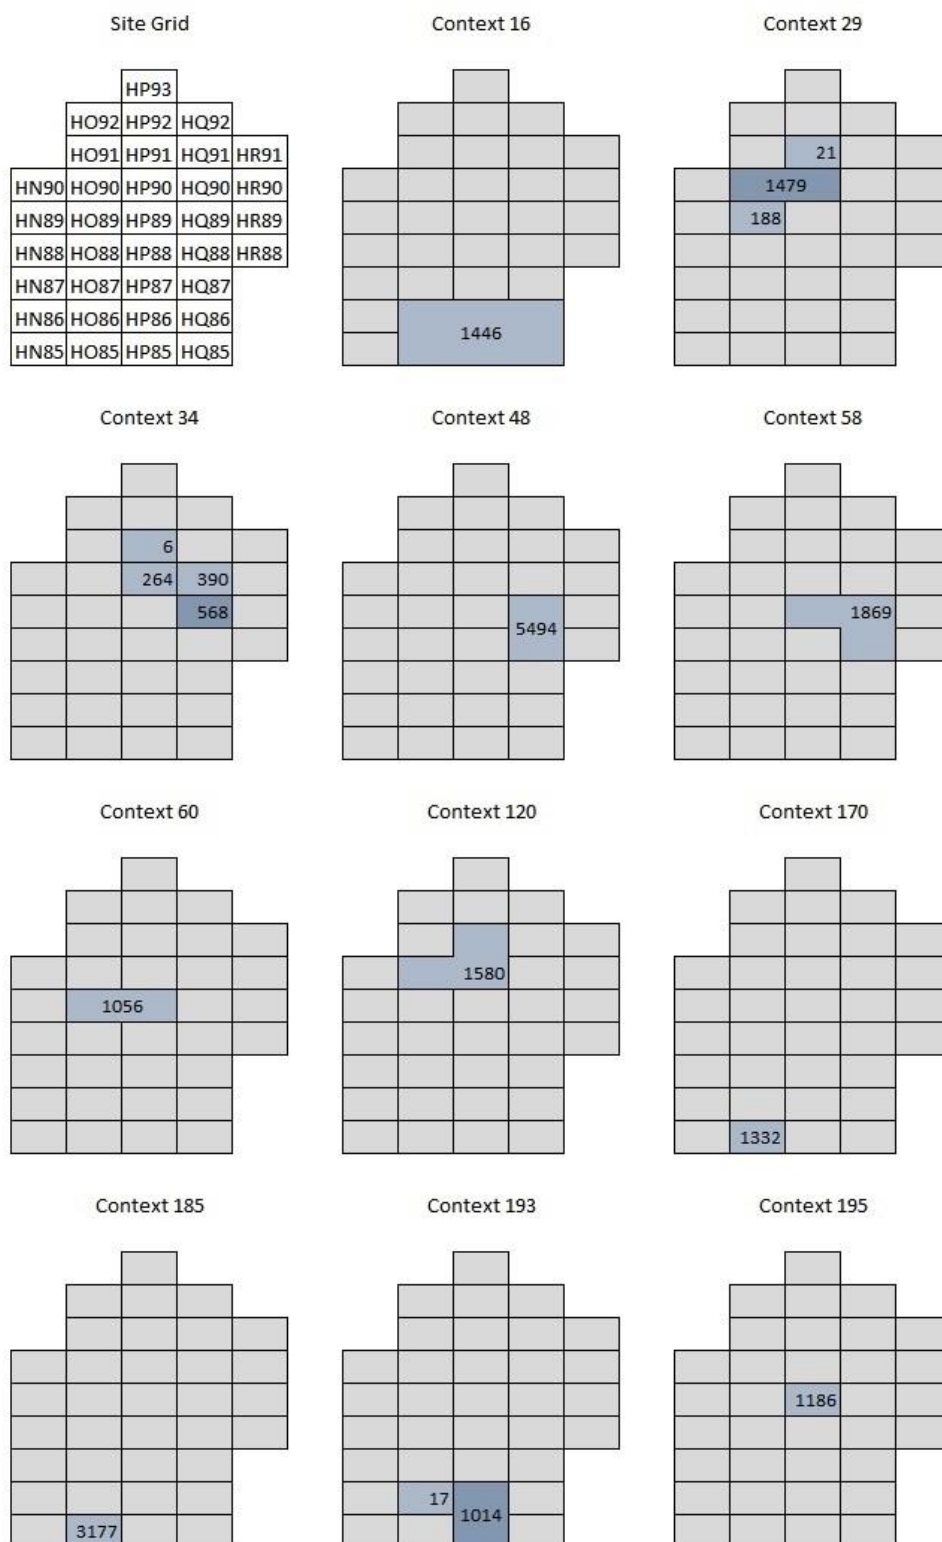 Site Grid
Context 16
Context 29
HP93
HO92 HP92 HQ92
HO91 HP91 HQ91 HR91
21
HN90 HO90 HP90 HQ90 HR90
1479
HN89 HO89 HP89 HQ89 HR89
188
HN88 HO88 HP88 HQ88 HR88
HN87 HO87 HP87 HQ87
HN86 HO86 HP86 HQ86
1446
HN85 HO85 HP85 HQ85
Context 34
Context 48
Context 58
6
264 390
568
5494
1869
Context 60
Context 120
Context 170
1056
1580
1332
Context 185
Context 193
Context 195
3177
17
1014
1186